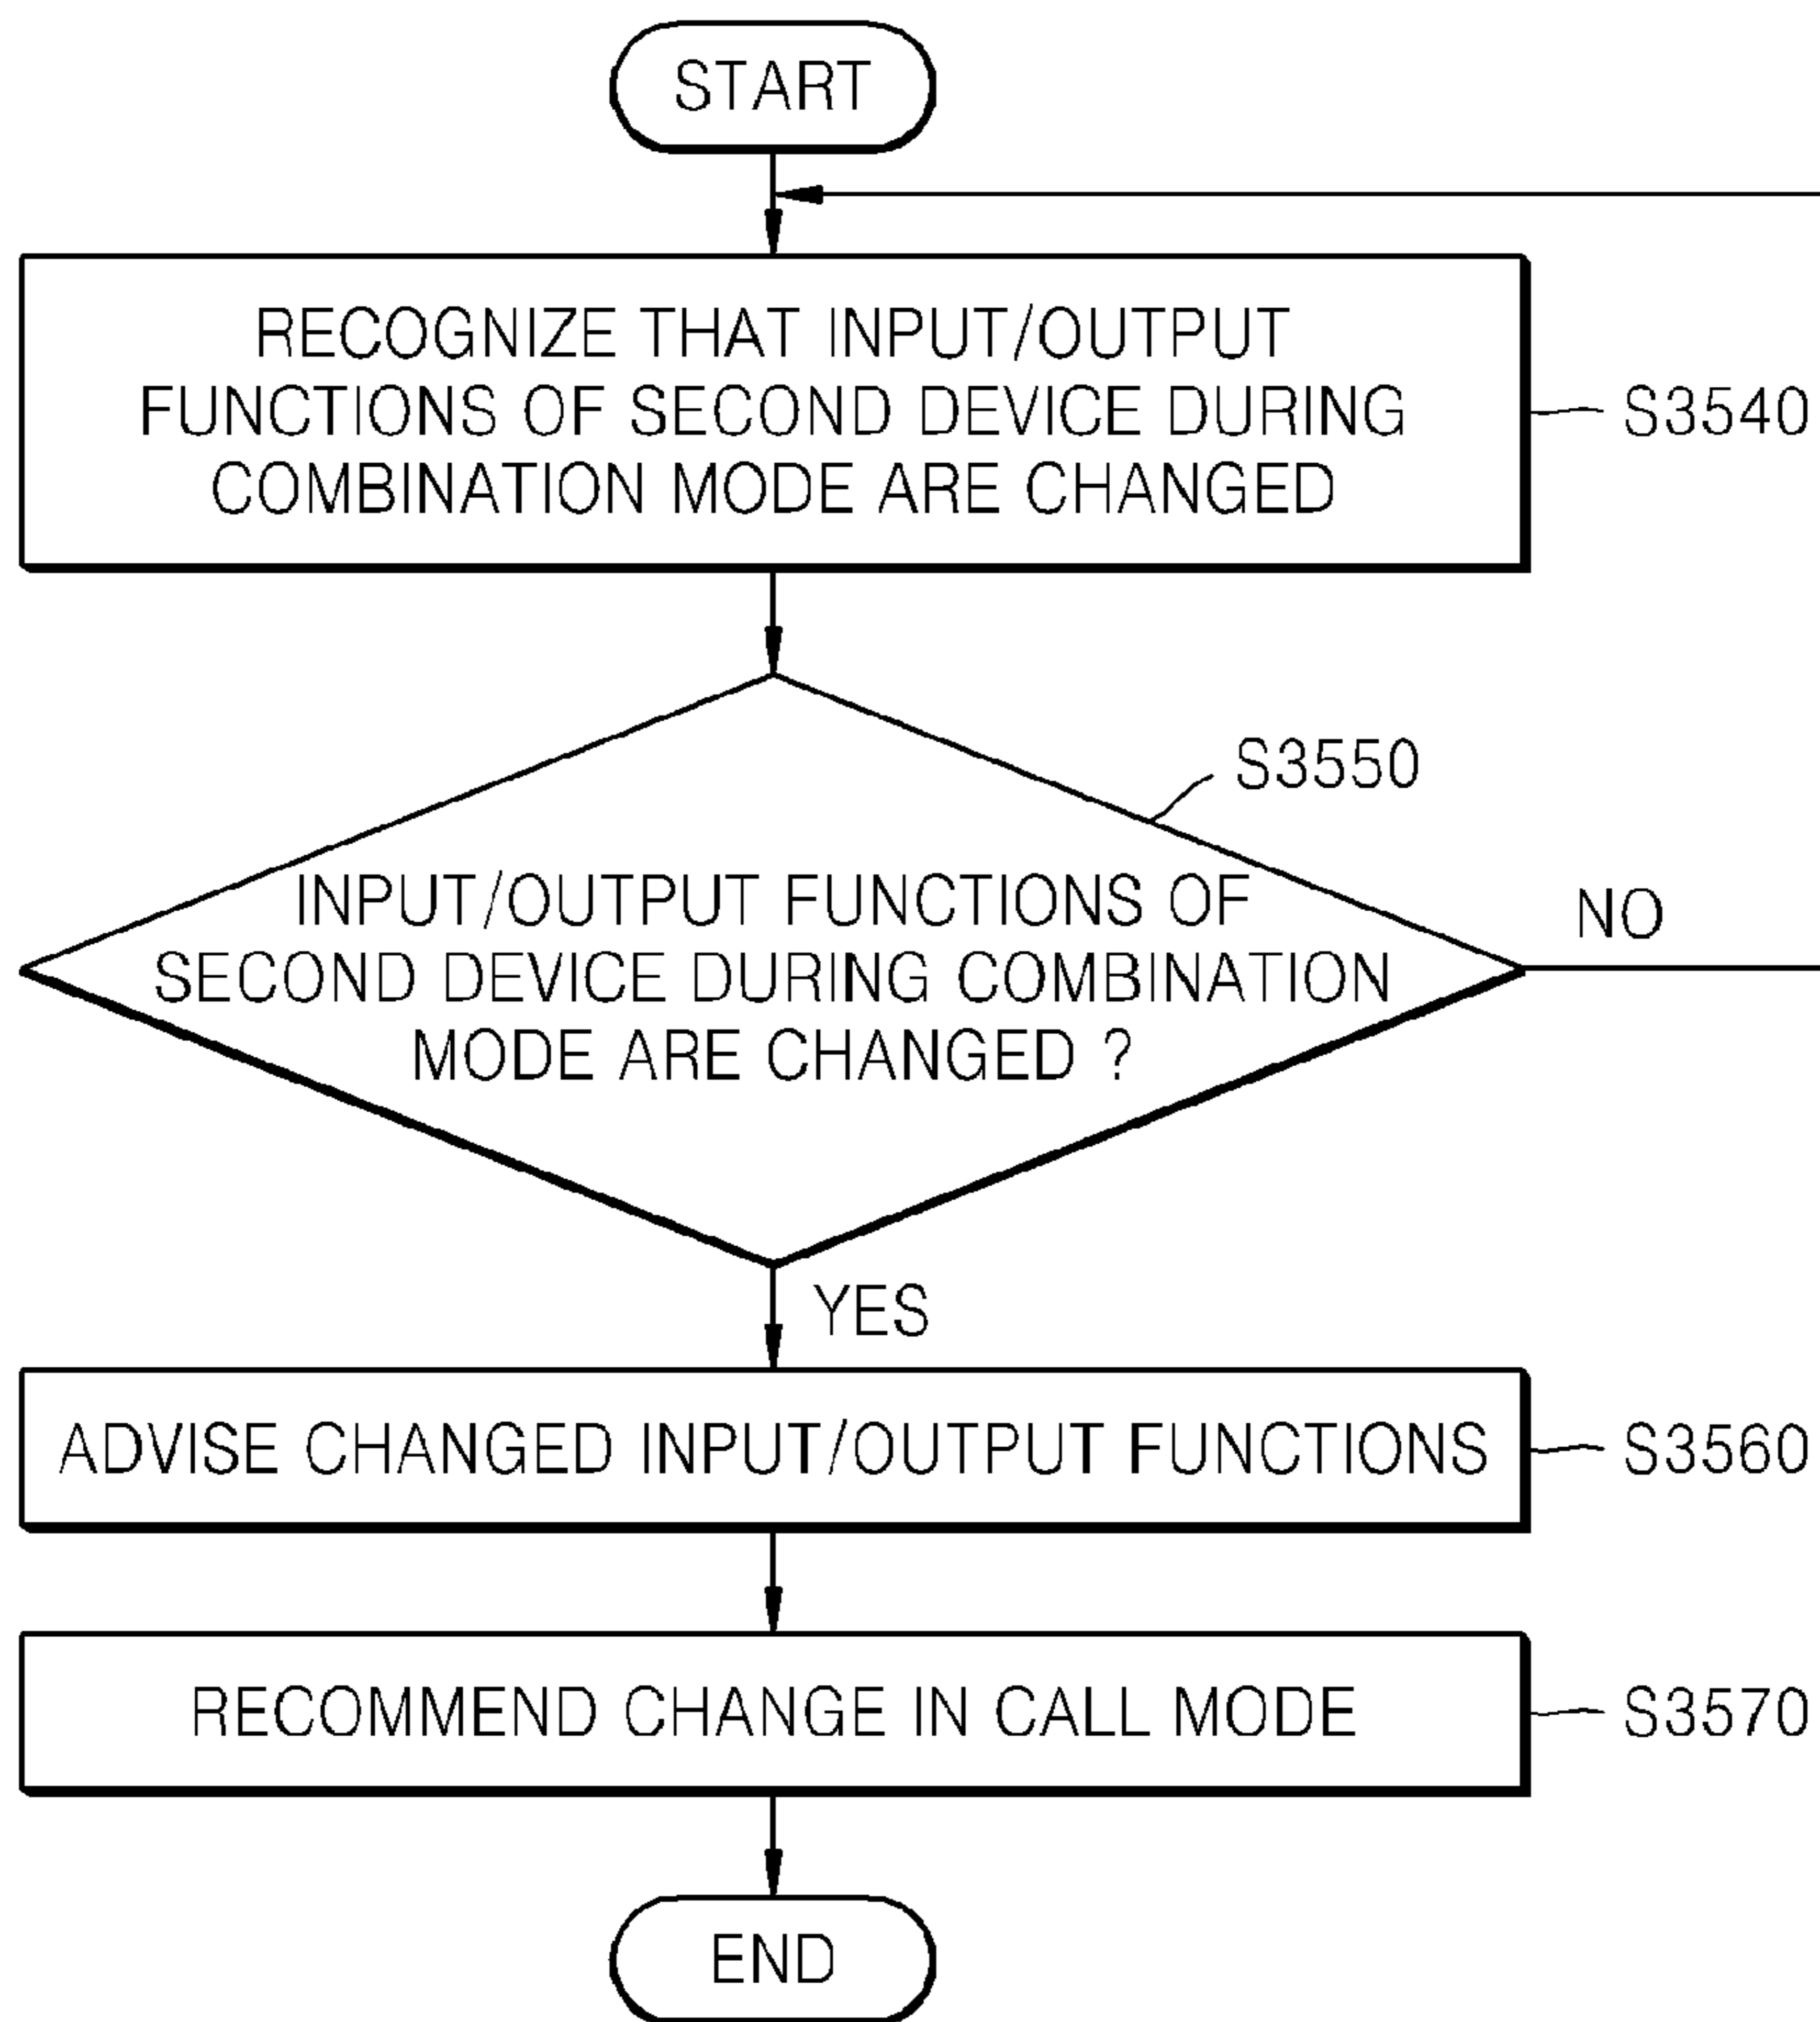 START
RECOGNIZE THAT INPUT/OUTPUT
FUNCTIONS OF SECOND DEVICE DURING
COMBINATION MODE ARE CHANGED
S3540
S3550
INPUT/OUTPUT FUNCTIONS OF
SECOND DEVICE DURING COMBINATION
MODE ARE CHANGED ?
NO
YES
ADVISE CHANGED INPUT/OUTPUT FUNCTIONS
S3560
RECOMMEND CHANGE IN CALL MODE
S3570
END